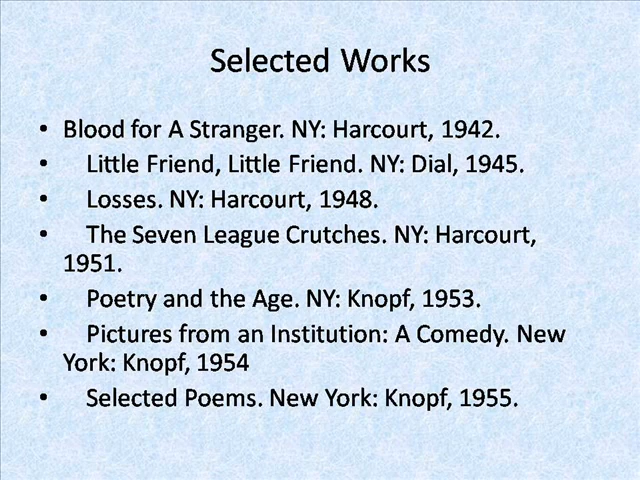 Selected Works
• Blood for A Stranger. NY: Harcourt, 1942.
• Little Friend, Little Friend. NY: Dial, 1945.
• Losses. NY: Harcourt, 1948.
• The Seven League Crutches. NY: Harcourt,
1951.
• Poetry and the Age. NY: Knopf, 1953.
• Pictures from an Institution: A Comedy. New
York: Knopf, 1954
• Selected Poems. New York: Knopf, 1955.